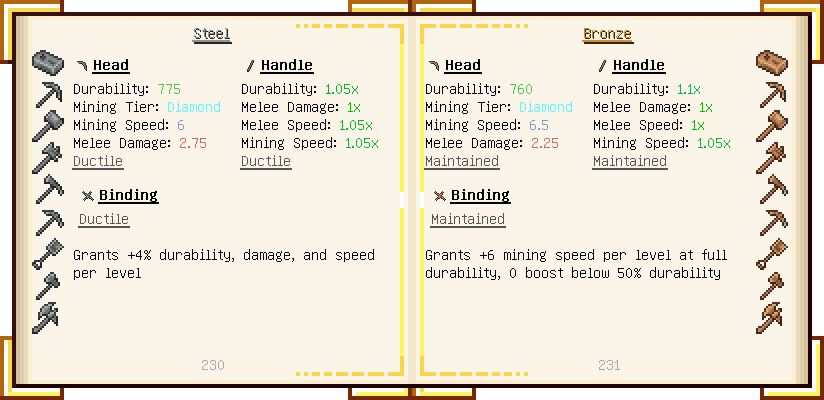 Steel
Head
Durability: 775
Mining Tier: Diamond
Mining Speed: 6
Melee Damage: 2.75
Ductile
Handle
Durability: 1.05x
Melee Damage: 1x
Melee Speed: 1.05x
Mining Speed: 1.05x
Ductile
Binding
Ductile
Grants +4% durability, damage, and speed
per level
230
Bronze
Head
Durability: 760
Mining Tier: Diamond
Mining Speed: 6.5
Melee Damage: 2.25
Maintained
Handle
Durability: 1.1x
Melee Damage: 1x
Melee Speed: 1x
Mining Speed: 1.05x
Maintained
Binding
Maintained
Grants +6 mining speed per level at full
durability, 0 boost below 50% durability
231